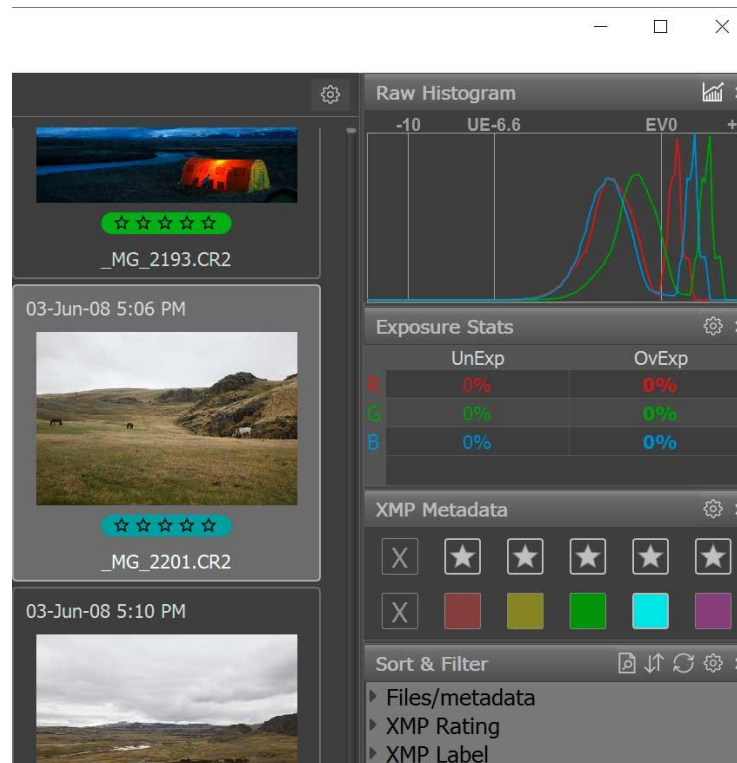 _MG_2193.CR2
03-Jun-08 5:06 PM
_MG_2201.CR2
03-Jun-08 5:10 PM
Raw Histogram
-10 UE-6.6 EV0 +
Exposure Stats
UnExp OvExp
R 0% 0%
G 0% 0%
B 0% 0%
XMP Metadata
X
X
Sort & Filter
Files/metadata
XMP Rating
XMP Label